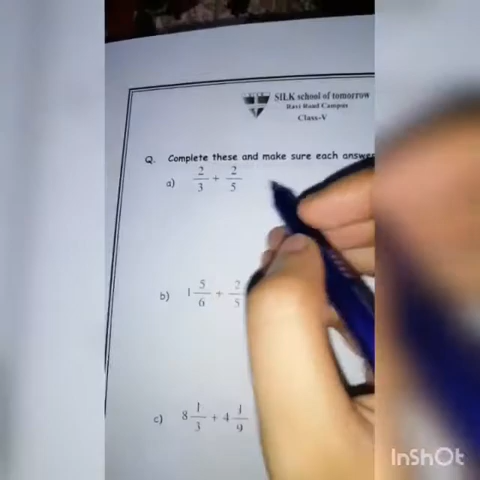 SILK school of tomorrow
Ravi Road Campus
Class-V
Q. Complete these and make sure each answer
a) 2/3 + 2/5
b) 1 5/6 + 2/5
c) 8 1/3 + 4 1/9
InShOt